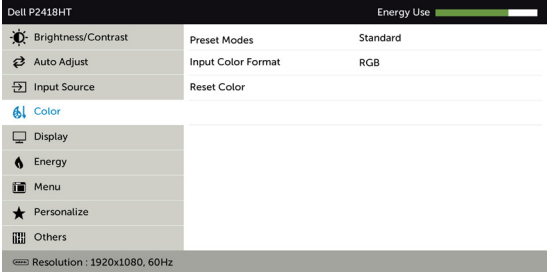 Dell P2418HT Energy Use
Brightness/Contrast Preset Modes Standard
Auto Adjust Input Color Format RGB
Input Source Reset Color
Color
Display
Energy
Menu
Personalize
Others
Resolution : 1920x1080, 60Hz